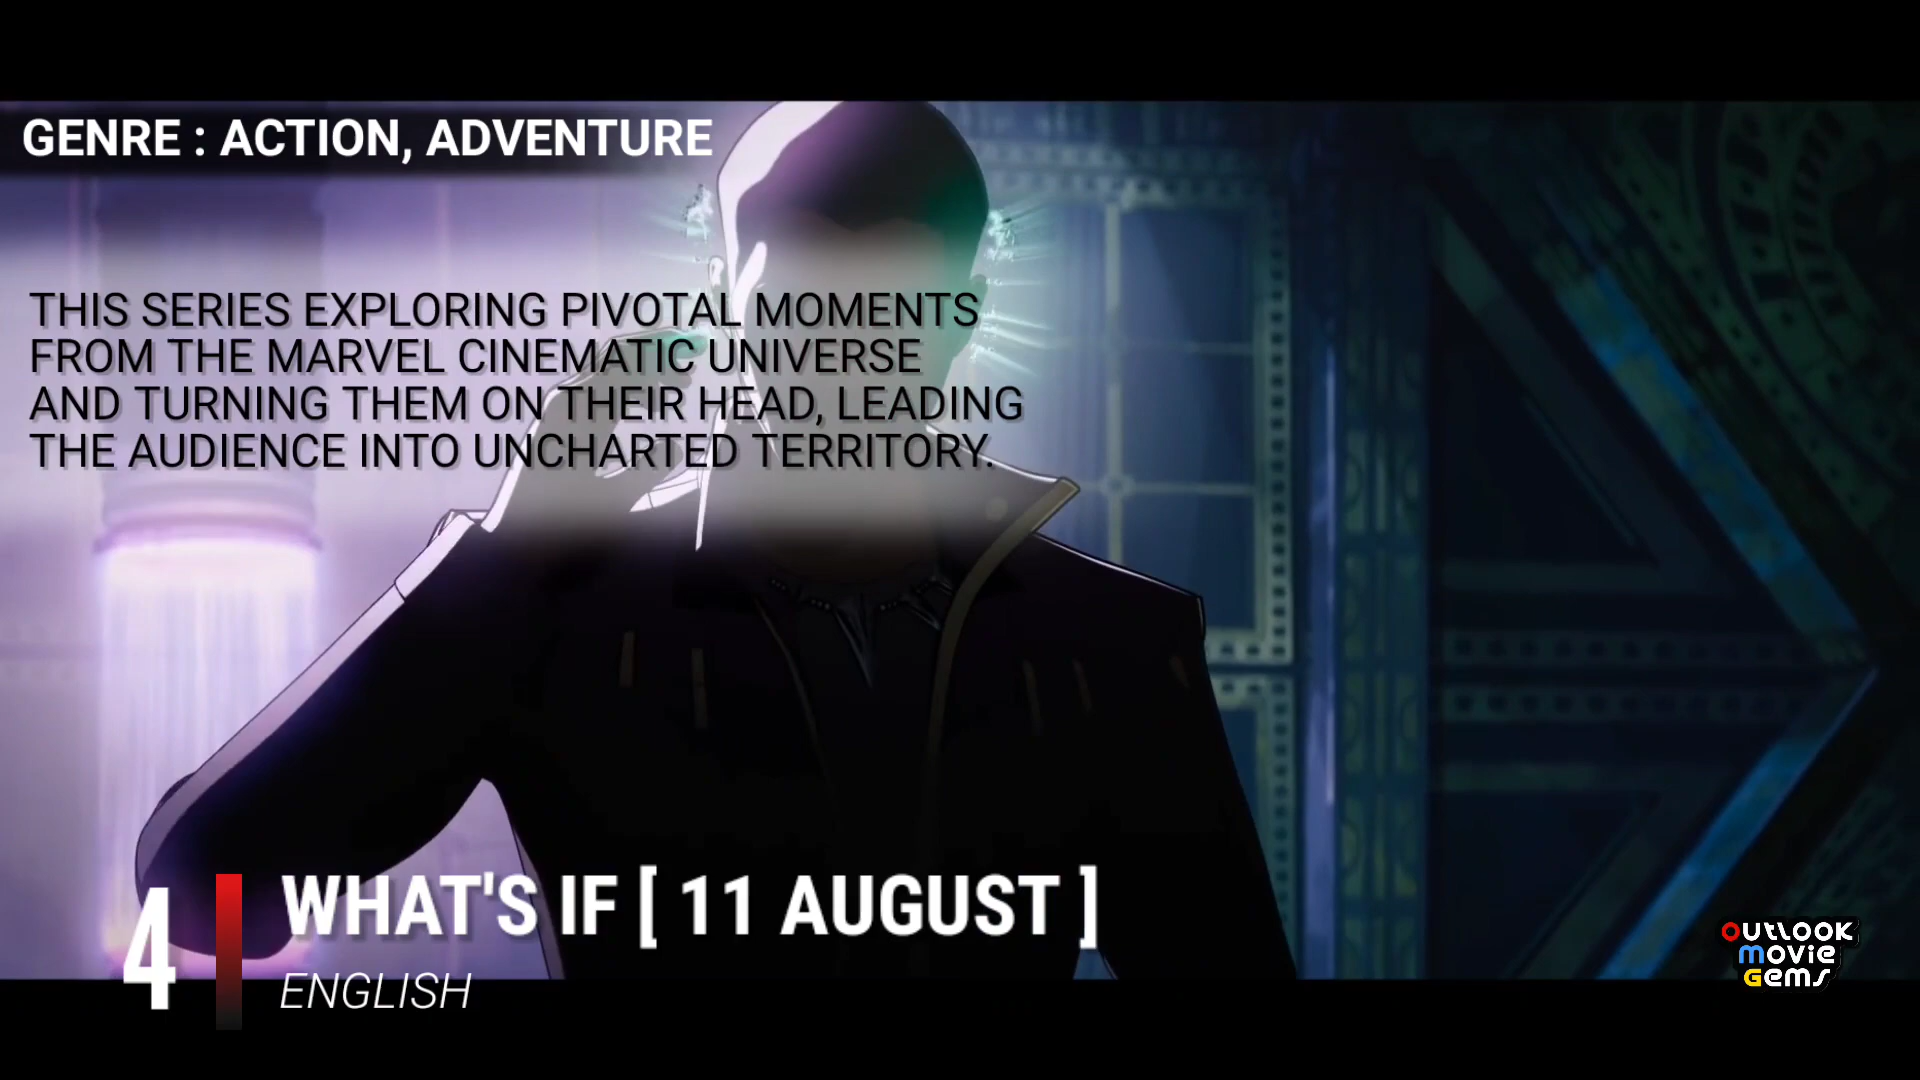 GENRE : ACTION, ADVENTURE
THIS SERIES EXPLORING PIVOTAL MOMENTS
FROM THE MARVEL CINEMATIC UNIVERSE
AND TURNING THEM ON THEIR HEAD, LEADING
THE AUDIENCE INTO UNCHARTED TERRITORY.
4
WHAT'S IF [ 11 AUGUST ]
ENGLISH
OUTLOOK
MOVIE
GEMS